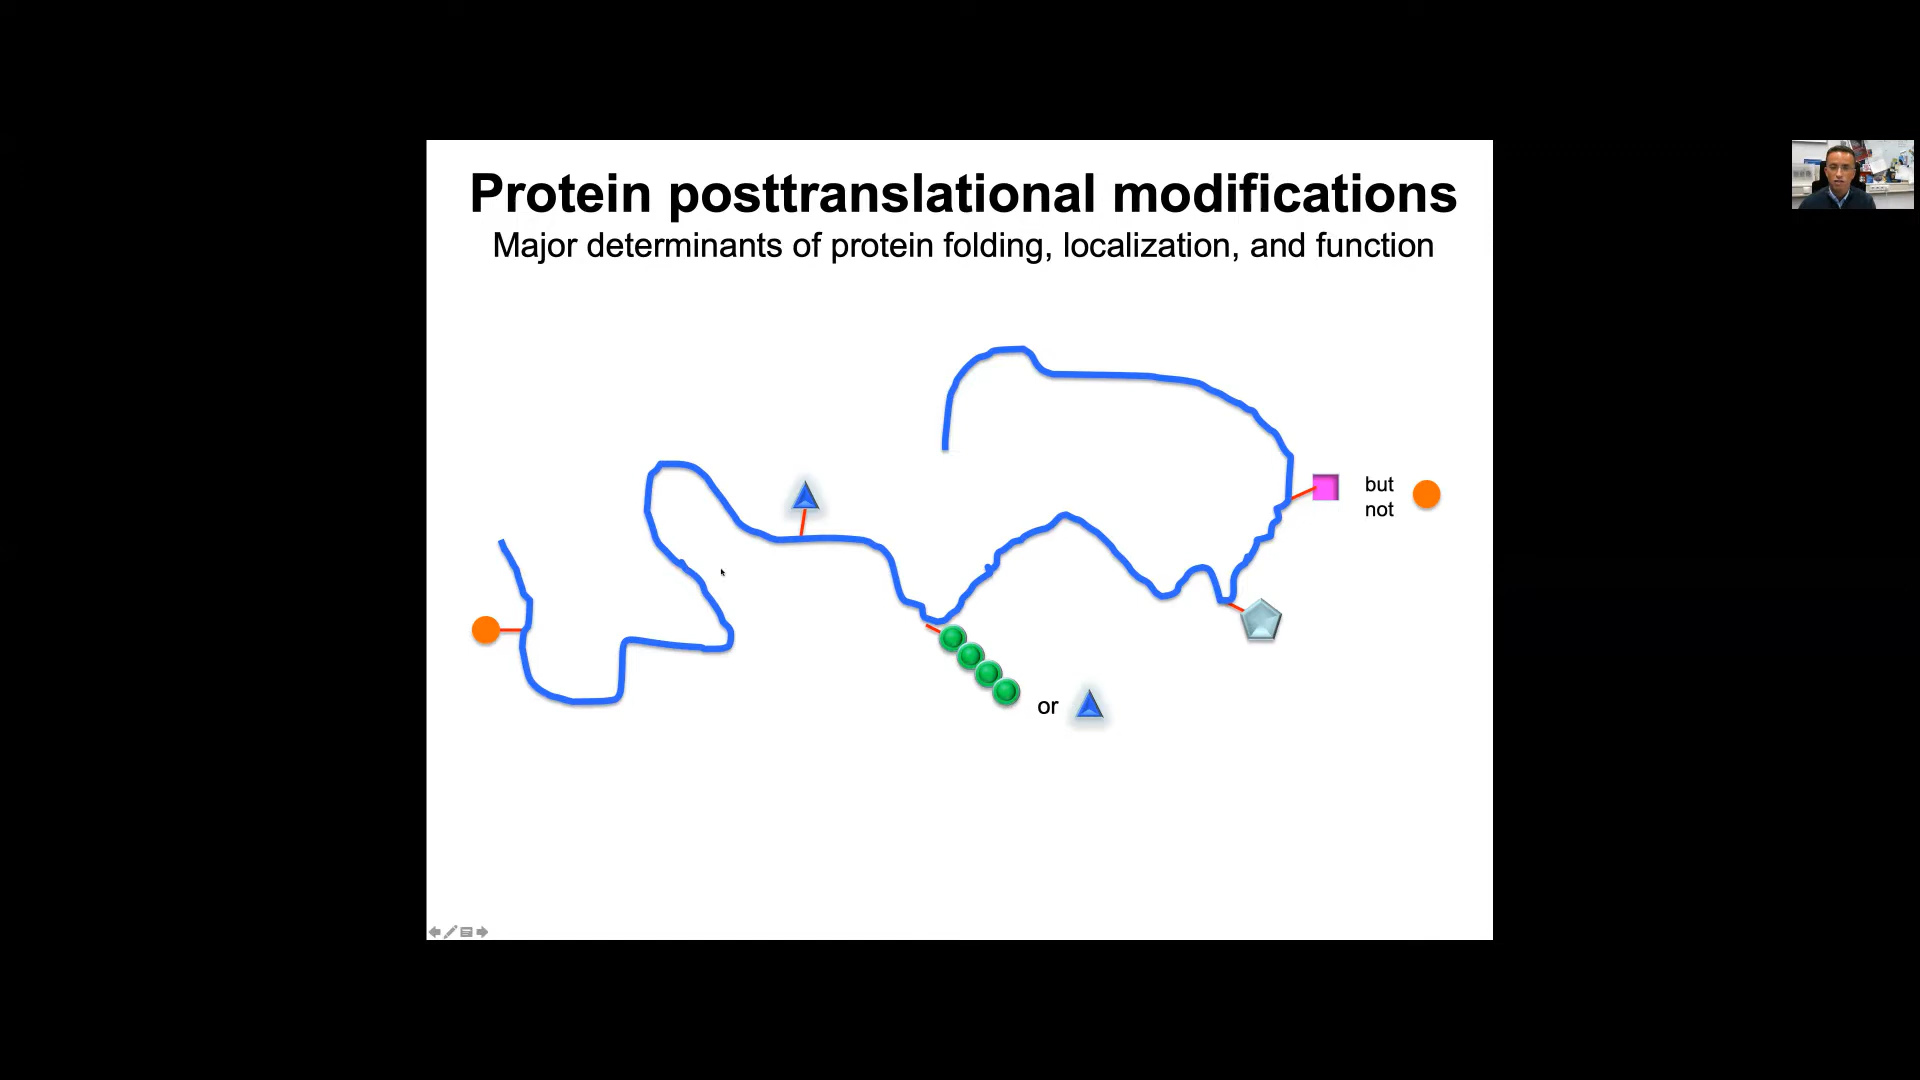 Protein posttranslational modifications
Major determinants of protein folding, localization, and function
but
not
or